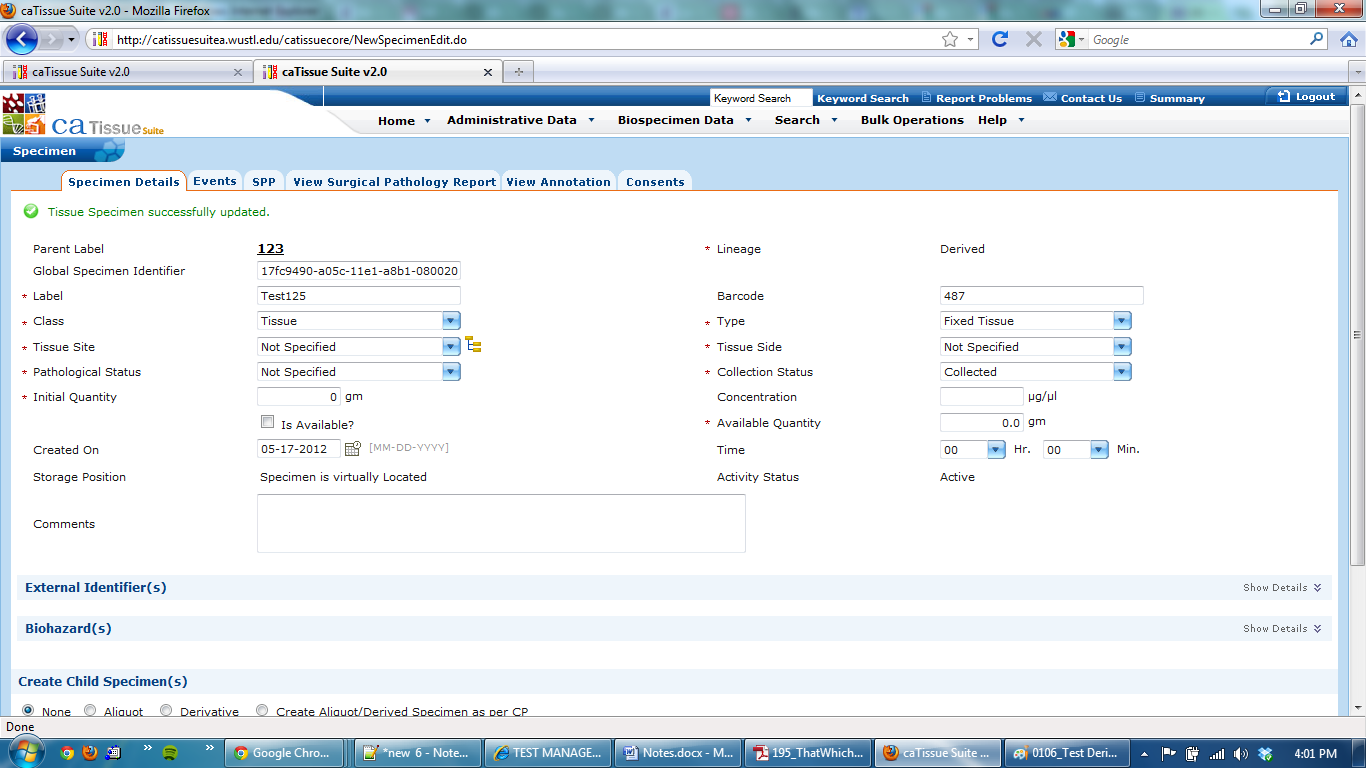 caTissue Suite v2.0 - Mozilla Firefox
http://catissuesuitea.wustl.edu/catissuecore/NewSpecimenEdit.do
Google
caTissue Suite v2.0
caTissue Suite v2.0
Keyword Search Keyword Search Report Problems Contact Us Summary Logout
ca Tissue Suite
Home Administrative Data Biospecimen Data Search Bulk Operations Help
Specimen
Specimen Details Events SPP View Surgical Pathology Report View Annotation Consents
Tissue Specimen successfully updated.
Parent Label 123 * Lineage Derived
Global Specimen Identifier 17fc9490-a05c-11e1-a8b1-080020
* Label Test125 Barcode 487
* Class Tissue * Type Fixed Tissue
* Tissue Site Not Specified * Tissue Side Not Specified
* Pathological Status Not Specified * Collection Status Collected
* Initial Quantity 0 gm Concentration µg/µl
Is Available? * Available Quantity 0.0 gm
Created On 05-17-2012 [MM-DD-YYYY] Time 00 Hr. 00 Min.
Storage Position Specimen is virtually Located Activity Status Active
Comments
External Identifier(s) Show Details
Biohazard(s) Show Details
Create Child Specimen(s)
None Aliquot Derivative Create Aliquot/Derived Specimen as per CP
Done
Google Chro... *new 6 - Note... TEST MANAGE... Notes.docx - M... 195_ThatWhich... caTissue Suite ... 0106_Test Deri... 4:01 PM